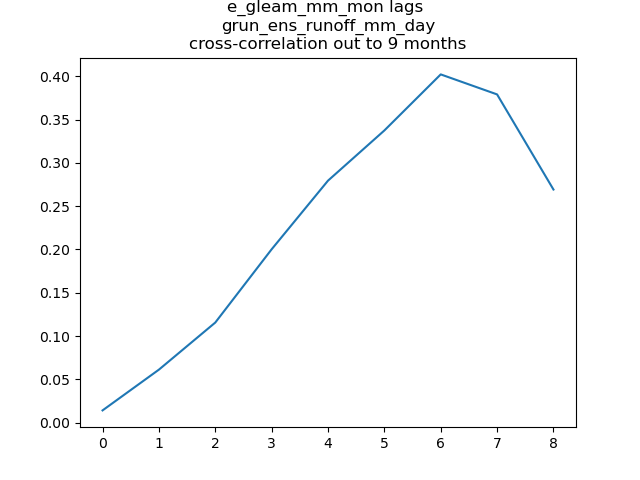 e_gleam_mm_mon lags
grun_ens_runoff_mm_day
cross-correlation out to 9 months
0.40
0.35
0.30
0.25
0.20
0.15
0.10
0.05
0.00
0 1 2 3 4 5 6 7 8